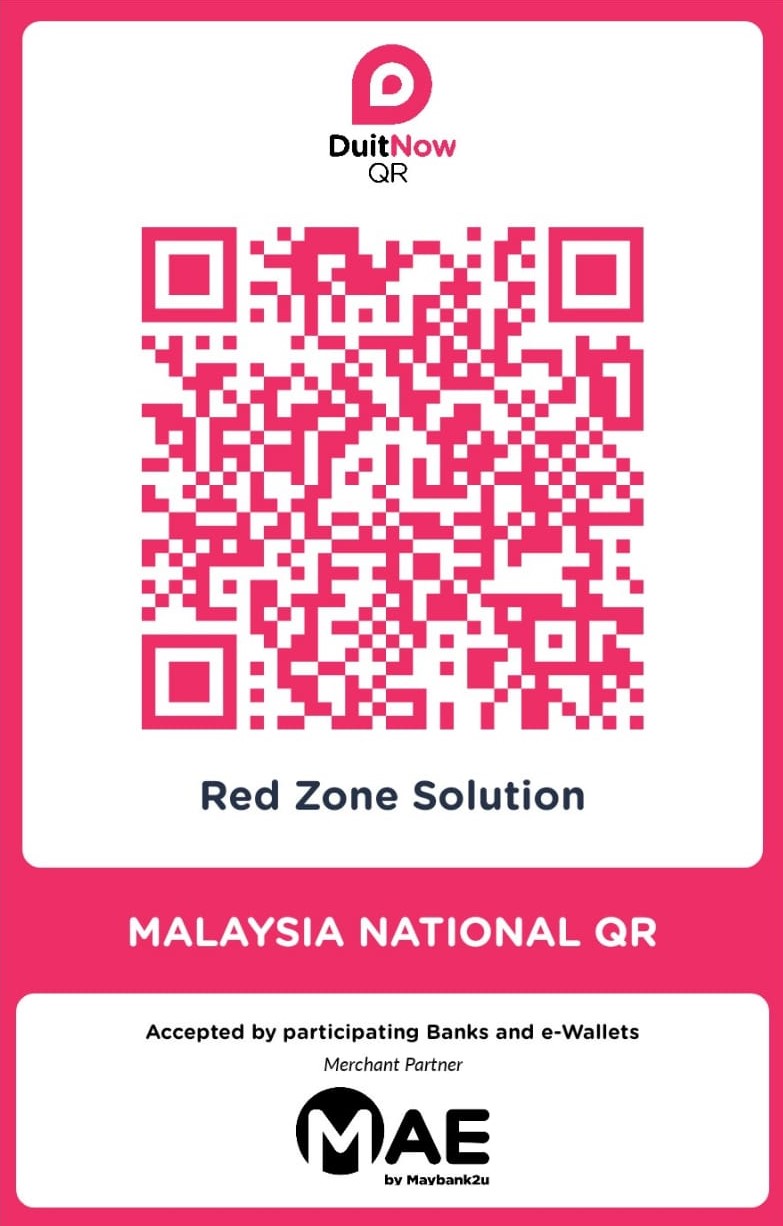 DuitNow
QR
Red Zone Solution
MALAYSIA NATIONAL QR
Accepted by participating Banks and e-Wallets
Merchant Partner
MAE
by Maybank2u